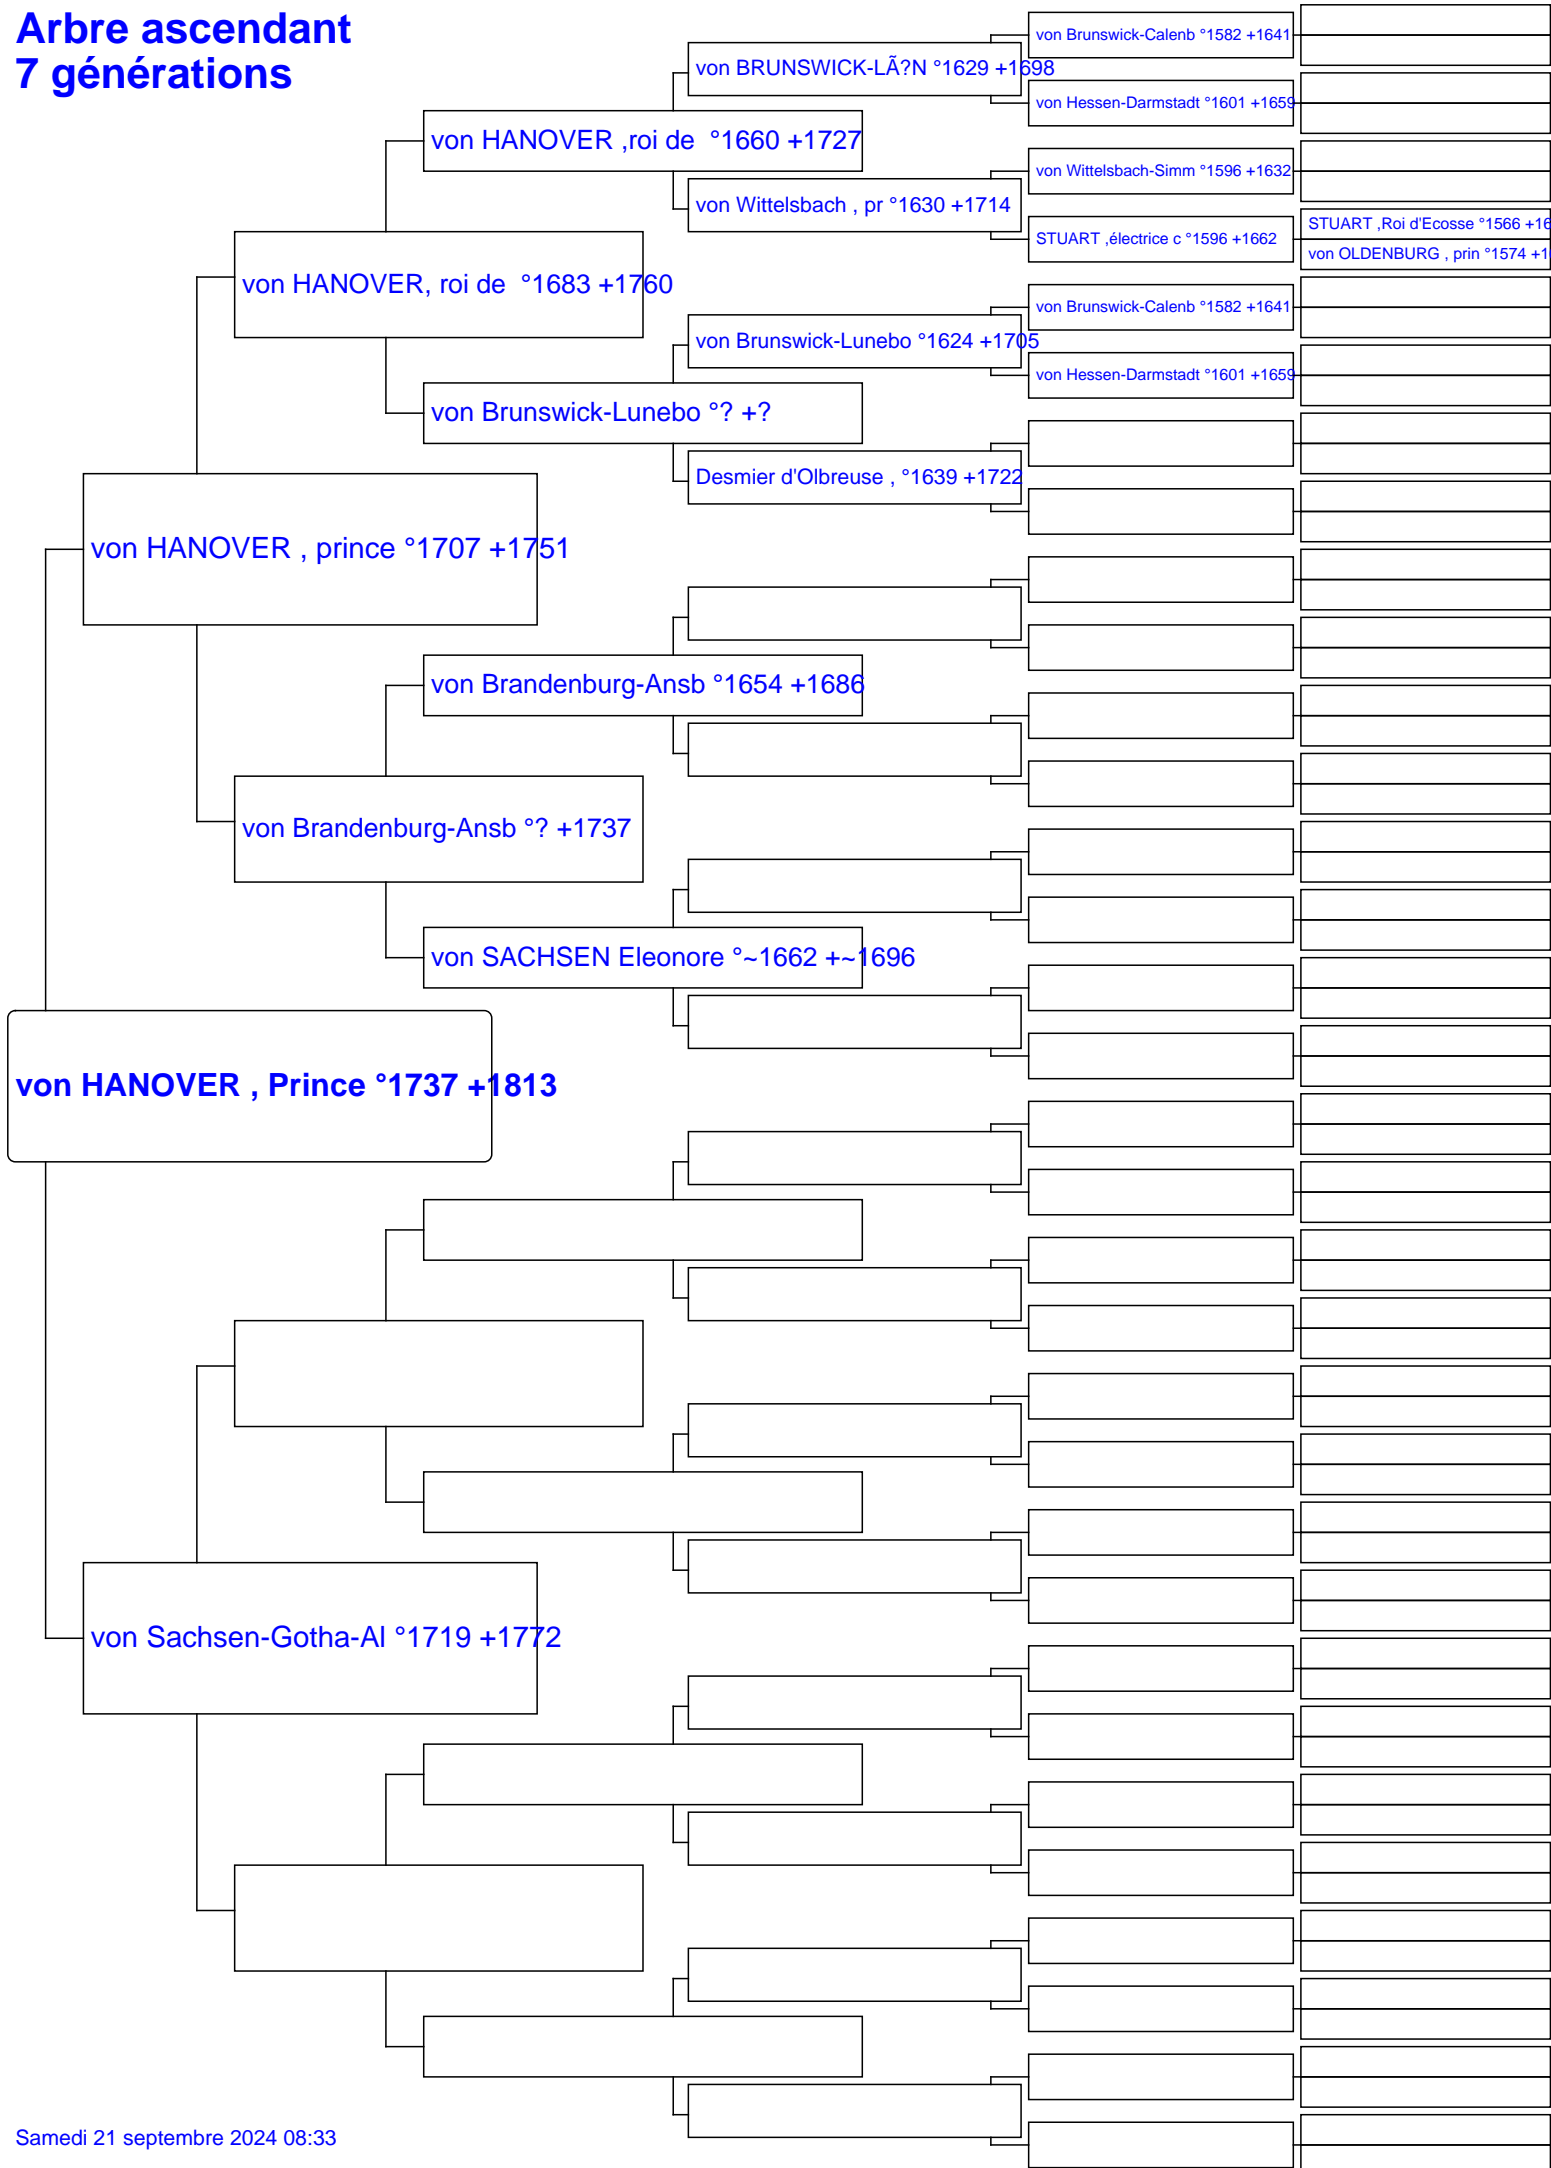 Arbre ascendant
7 générations
von Brunswick-Calenb °1582 +1641
von BRUNSWICK-LÃ?N °1629 +1698
von Hessen-Darmstadt °1601 +1659
von HANOVER ,roi de  °1660 +1727
von Wittelsbach-Simm °1596 +1632
von Wittelsbach , pr °1630 +1714
STUART ,électrice c °1596 +1662
STUART ,Roi d'Ecosse °1566 +16
von OLDENBURG , prin °1574 +1
von HANOVER, roi de  °1683 +1760
von Brunswick-Calenb °1582 +1641
von Brunswick-Lunebo °1624 +1705
von Hessen-Darmstadt °1601 +1659
von Brunswick-Lunebo °? +?
Desmier d'Olbreuse , °1639 +1722
von HANOVER , prince °1707 +1751
von Brandenburg-Ansb °1654 +1686
von Brandenburg-Ansb °? +1737
von SACHSEN Eleonore °~1662 +~1696
von HANOVER , Prince °1737 +1813
von Sachsen-Gotha-Al °1719 +1772
Samedi 21 septembre 2024 08:33